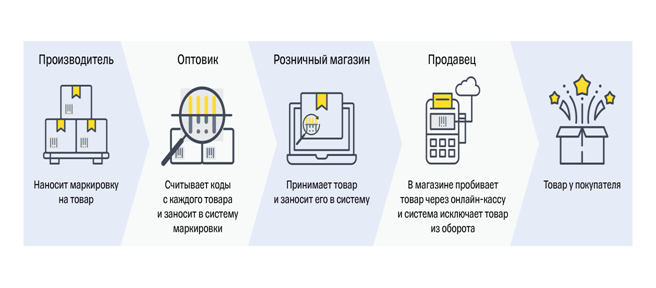 Производитель
Наносит маркировку
на товар
Оптовик
Считывает коды
с каждого товара
и заносит в систему
маркировки
Розничный магазин
Принимает товар
и заносит его в систему
Продавец
В магазине пробивает
товар через онлайн-кассу
и система исключает товар
из оборота
Товар у покупателя